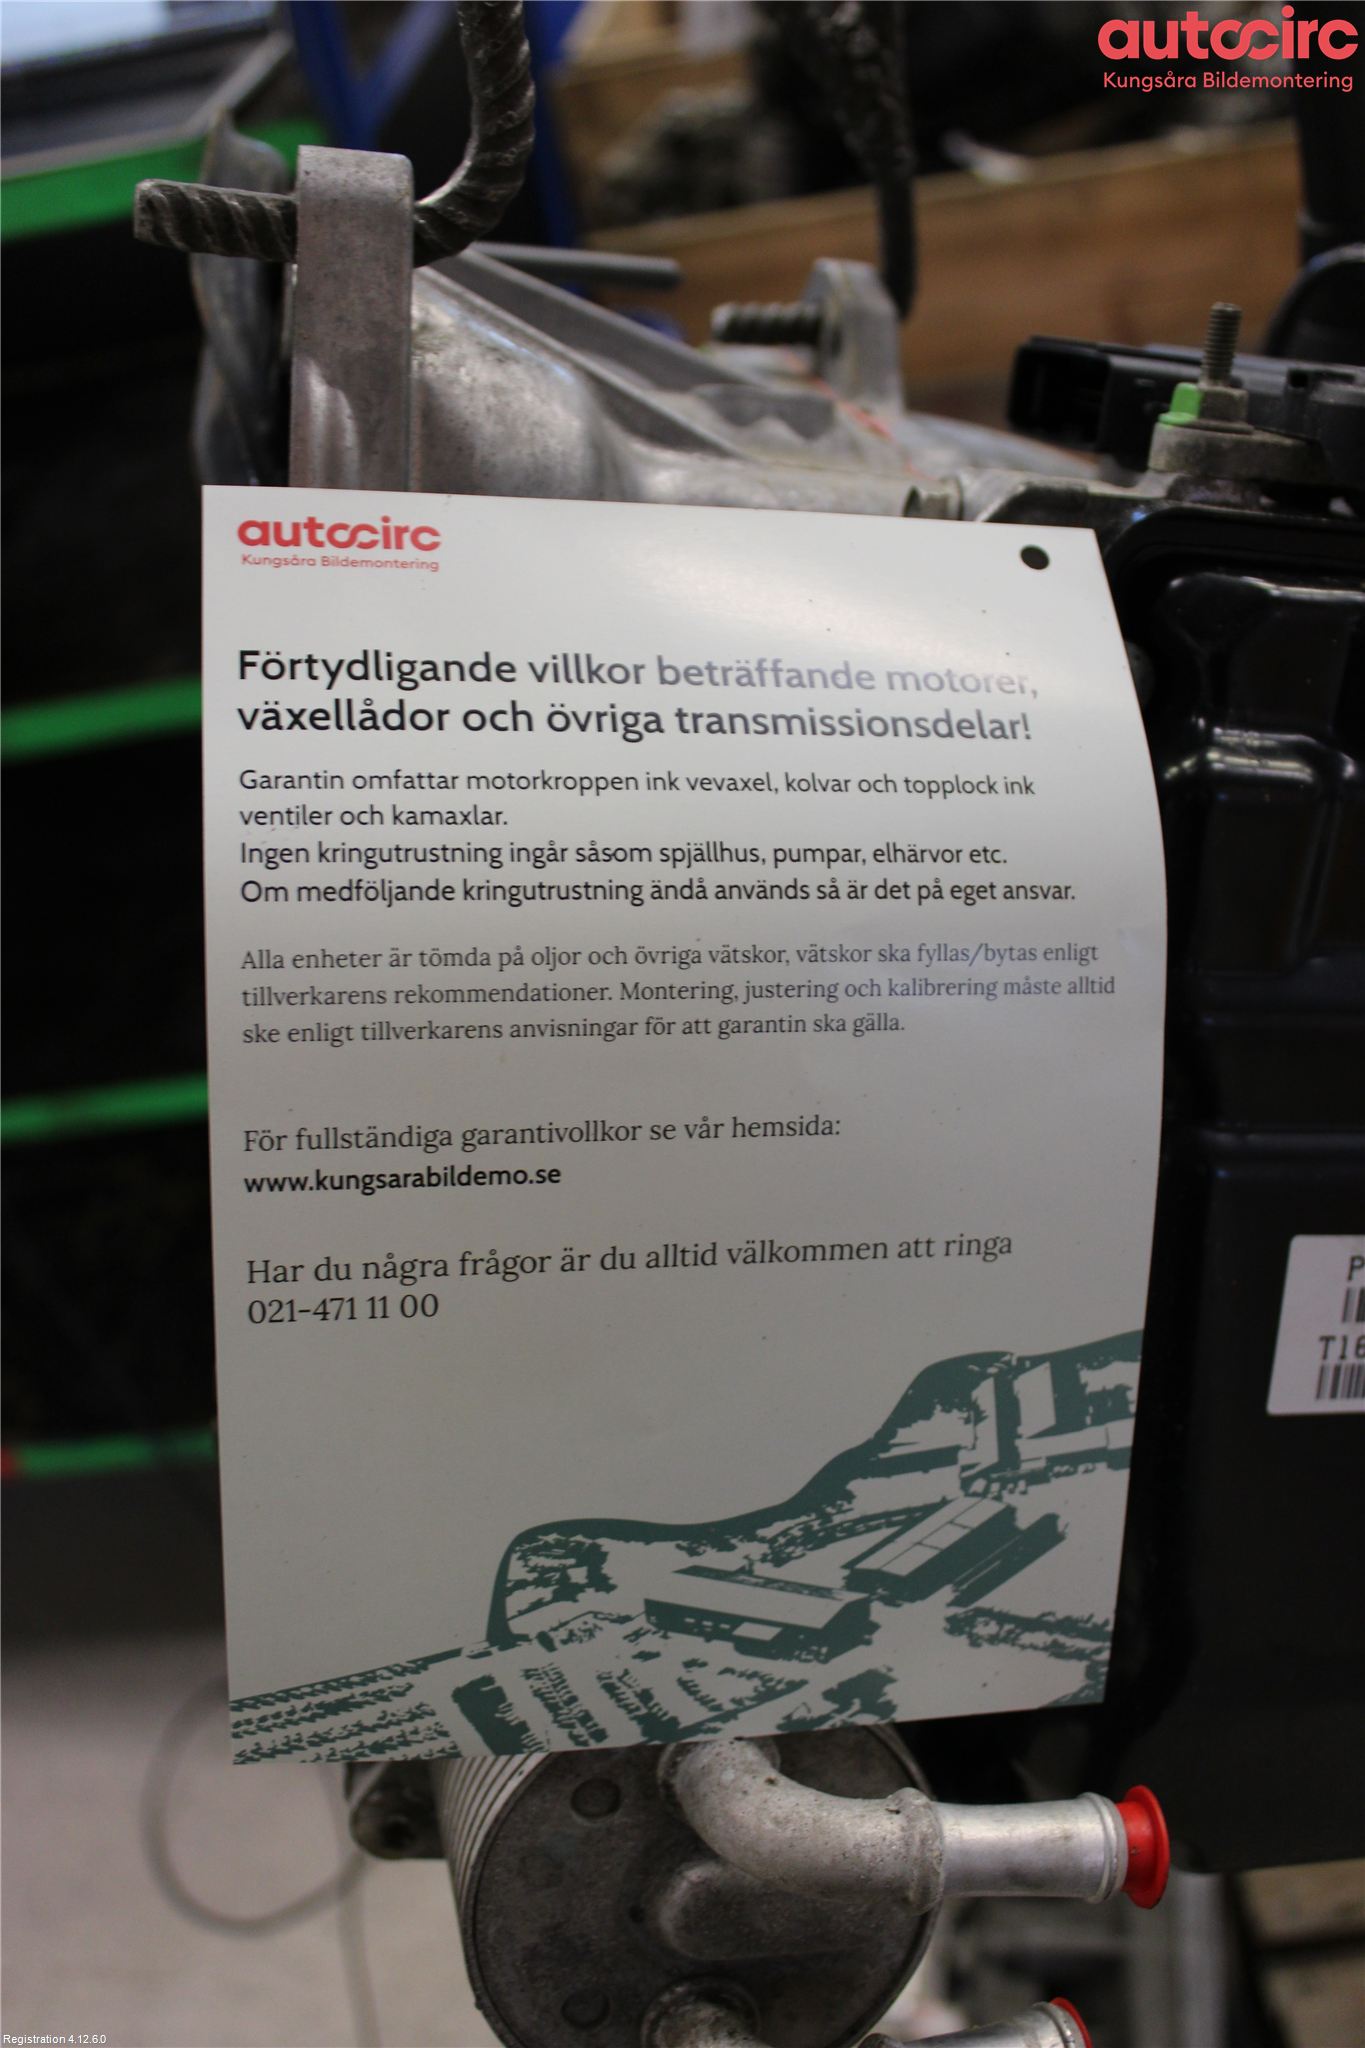 autocirc
Kungsåra Bildemontering
autocirc
Kungsåra Bildemontering
Förtydligande villkor beträffande motorer,
växellådor och övriga transmissionsdelar!
Garantin omfattar motorkroppen ink vevaxel, kolvar och topplock ink
ventiler och kamaxlar.
Ingen kringutrustning ingår såsom spjällhus, pumpar, elhärvor etc.
Om medföljande kringutrustning ändå används så är det på eget ansvar.
Alla enheter är tömda på oljor och övriga vätskor, vätskor ska fyllas/bytas enligt
tillverkarens rekommendationer. Montering, justering och kalibrering måste alltid
ske enligt tillverkarens anvisningar för att garantin ska gälla.
För fullständiga garantivollkor se vår hemsida:
www.kungsarabildemo.se
Har du några frågor är du alltid välkommen att ringa
021-471 11 00
P
T16
Registration 4.12.6.0